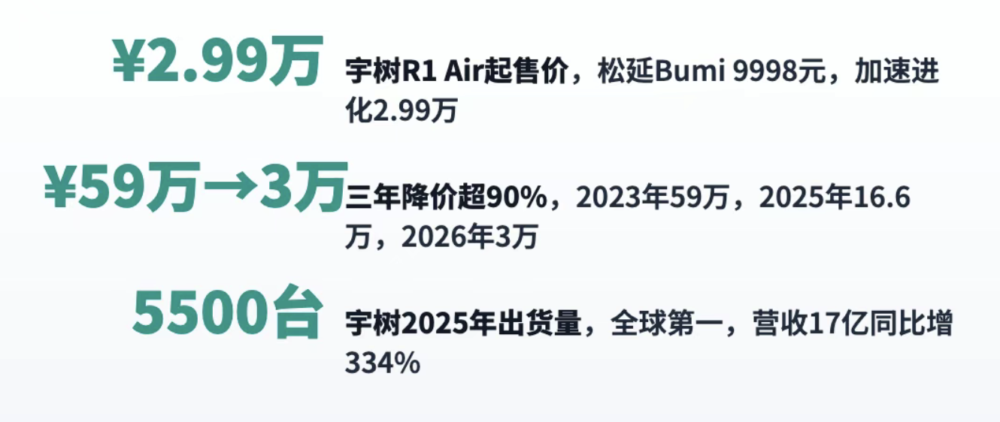 ¥2.99万
宇树R1 Air起售价，松延Bumi 9998元，加速进
化2.99万
¥59万→3万
三年降价超90%，2023年59万，2025年16.6
万，2026年3万
5500台
宇树2025年出货量，全球第一，营收17亿同比增
334%